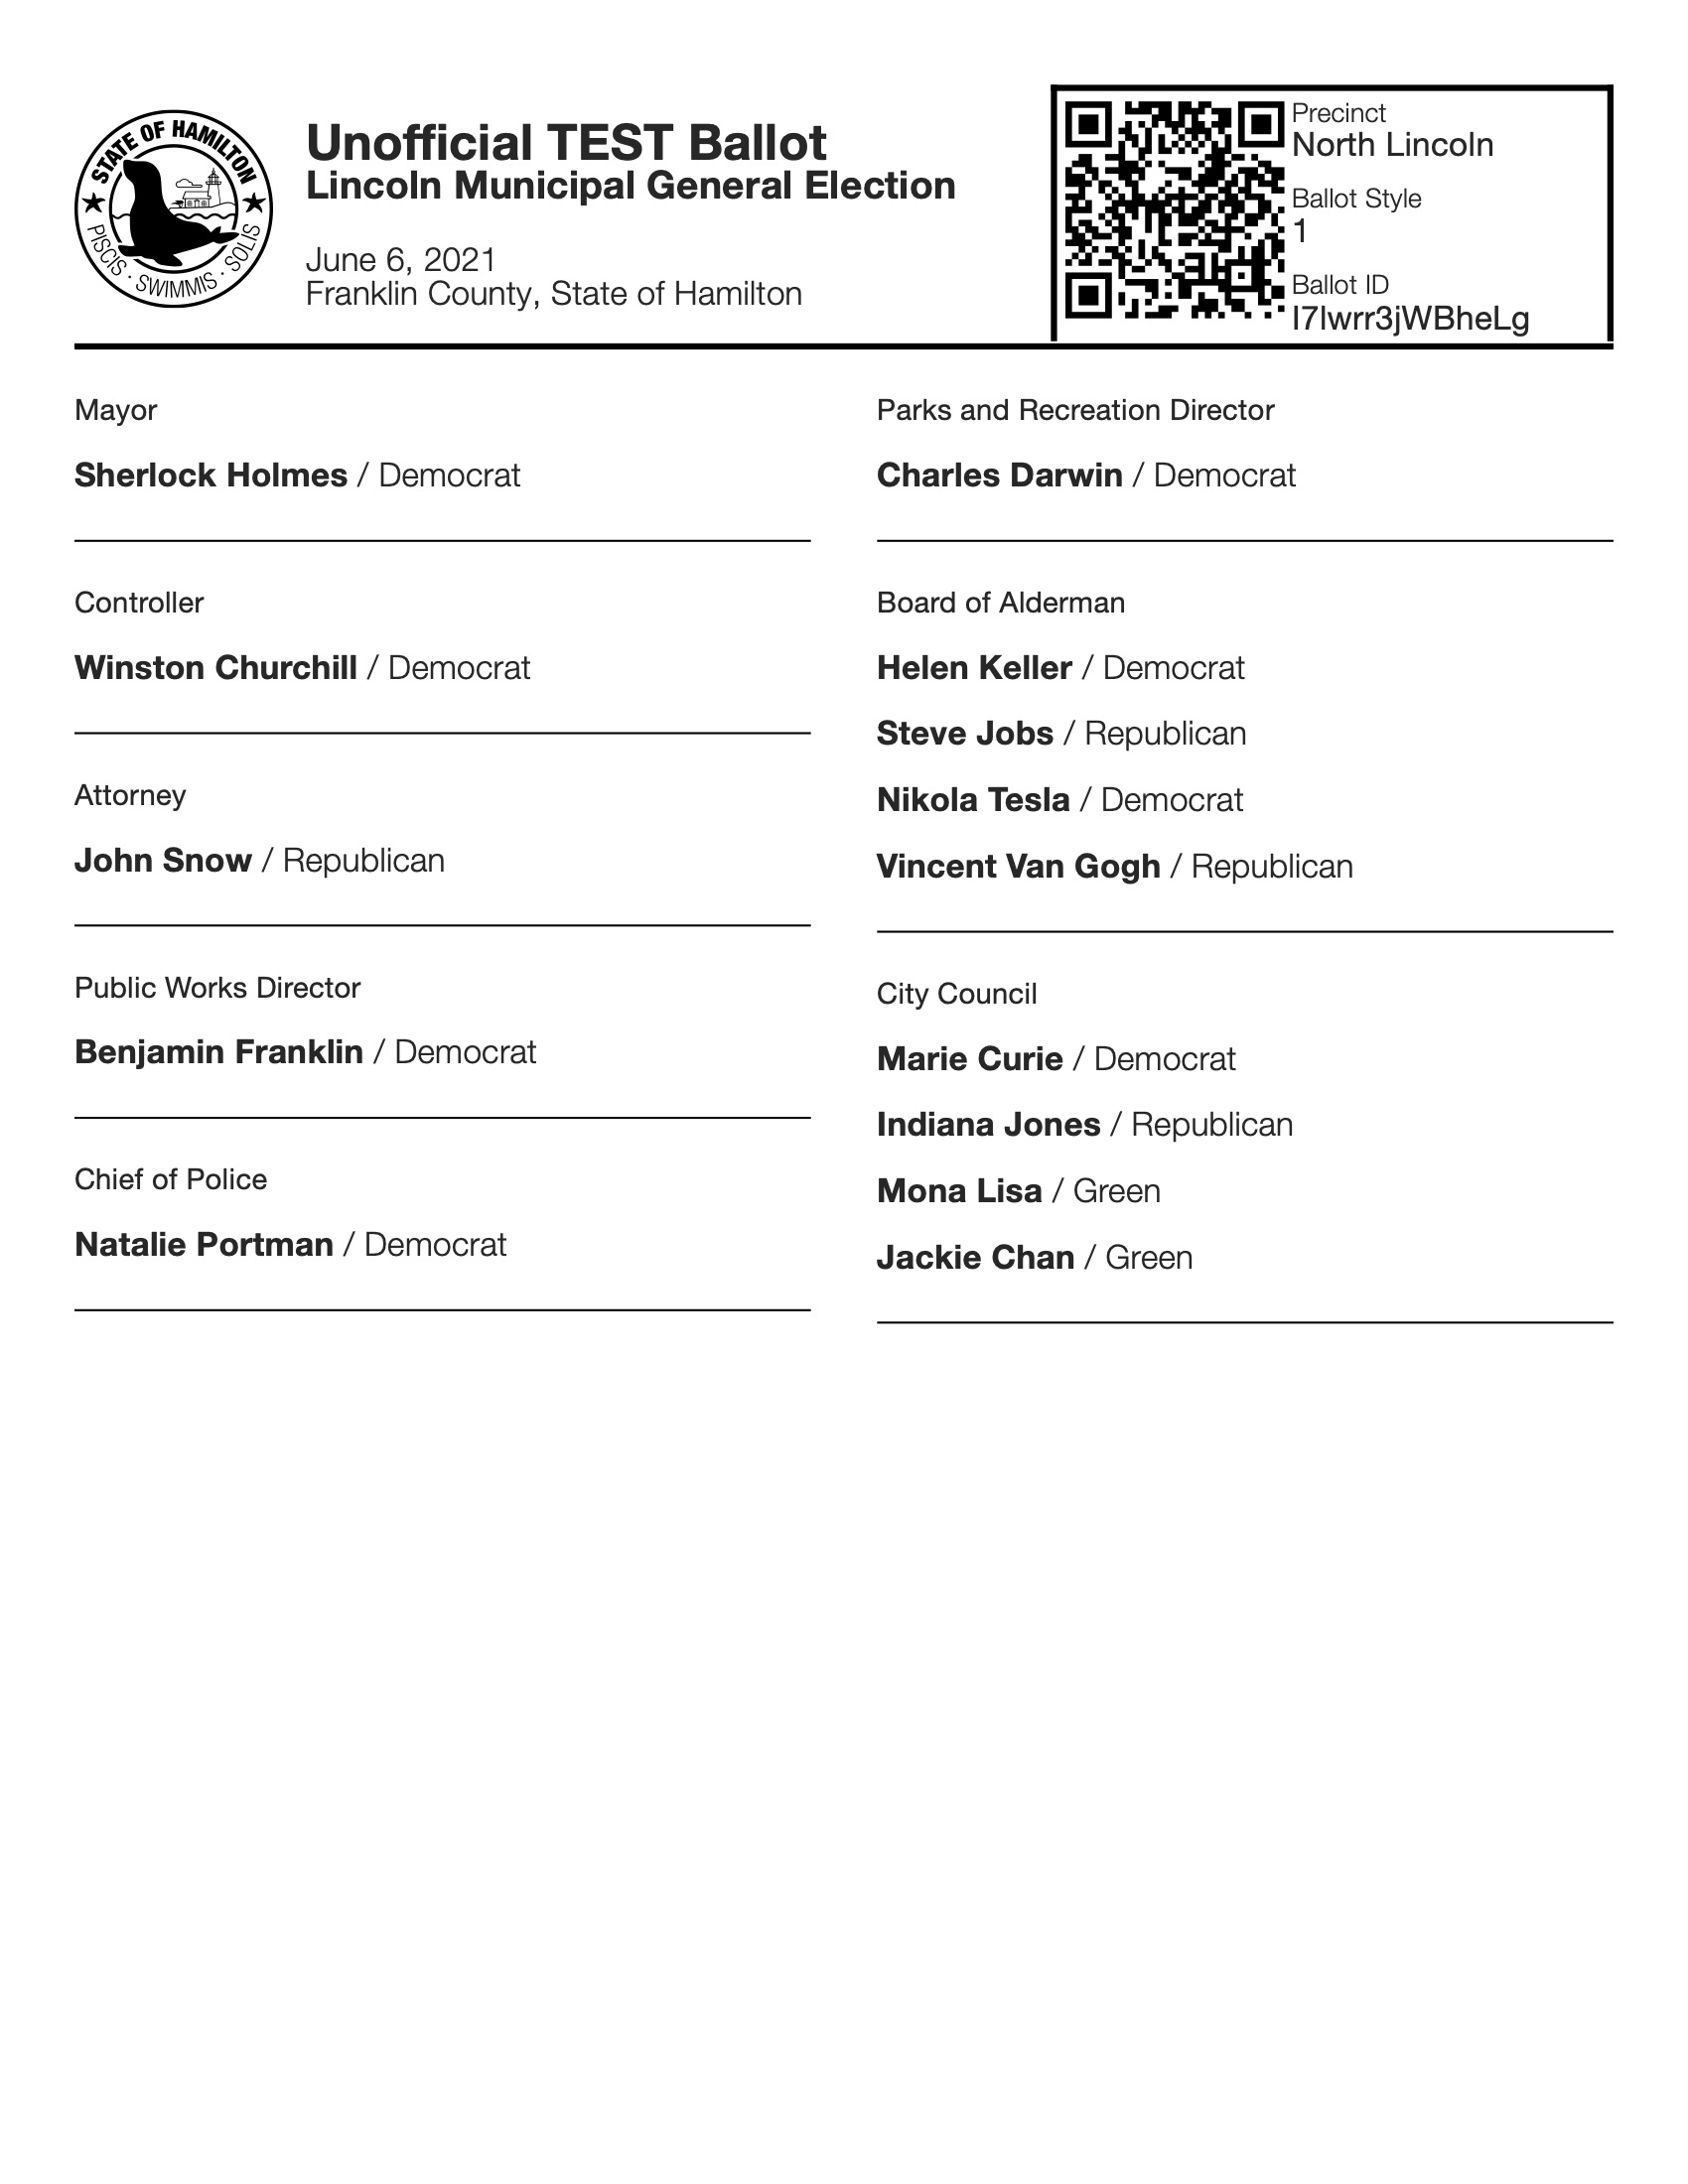 STATE OF HAMILTON
PISCIS · SWIMMIS · SOLIS
Unofficial TEST Ballot
Lincoln Municipal General Election
June 6, 2021
Franklin County, State of Hamilton
Precinct
North Lincoln
Ballot Style
1
Ballot ID
I7lwrr3jWBheLg
Mayor
Sherlock Holmes / Democrat
Controller
Winston Churchill / Democrat
Attorney
John Snow / Republican
Public Works Director
Benjamin Franklin / Democrat
Chief of Police
Natalie Portman / Democrat
Parks and Recreation Director
Charles Darwin / Democrat
Board of Alderman
Helen Keller / Democrat
Steve Jobs / Republican
Nikola Tesla / Democrat
Vincent Van Gogh / Republican
City Council
Marie Curie / Democrat
Indiana Jones / Republican
Mona Lisa / Green
Jackie Chan / Green